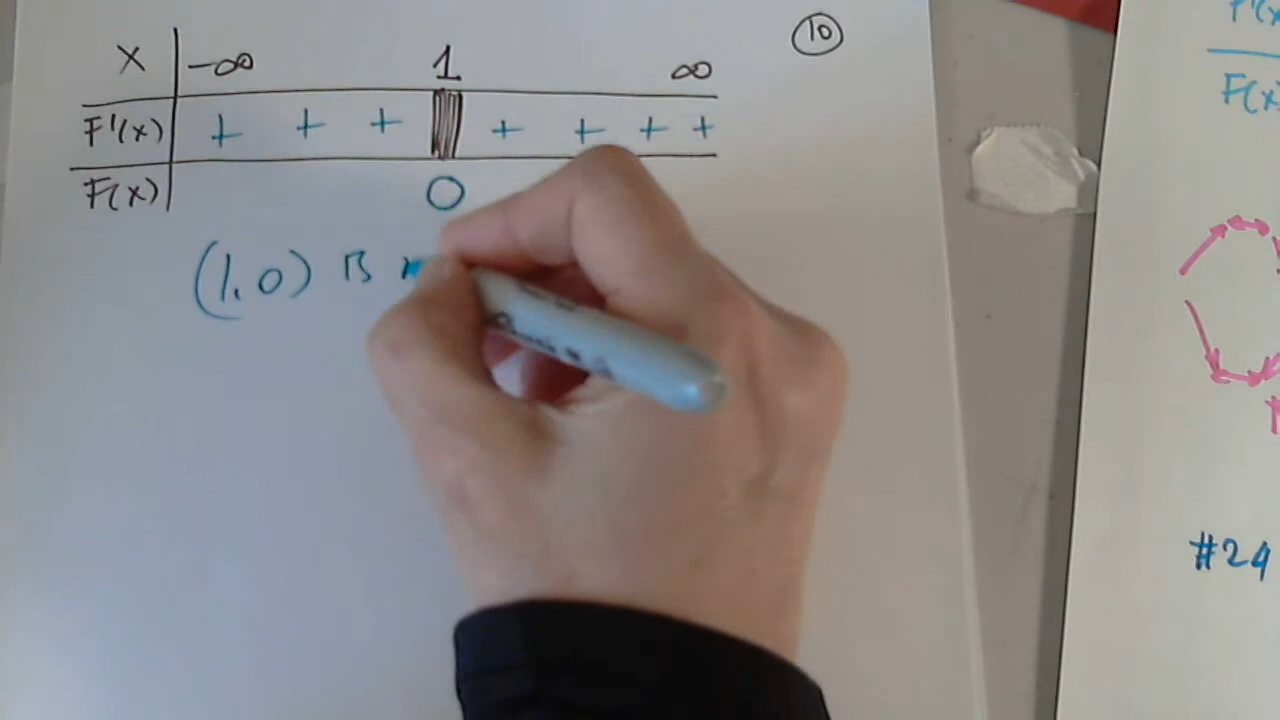 10
x -∞ 1 ∞
F'(x) + + + + + + +
F(x) 0
(1,0) is
F'(x
F(x)
#24